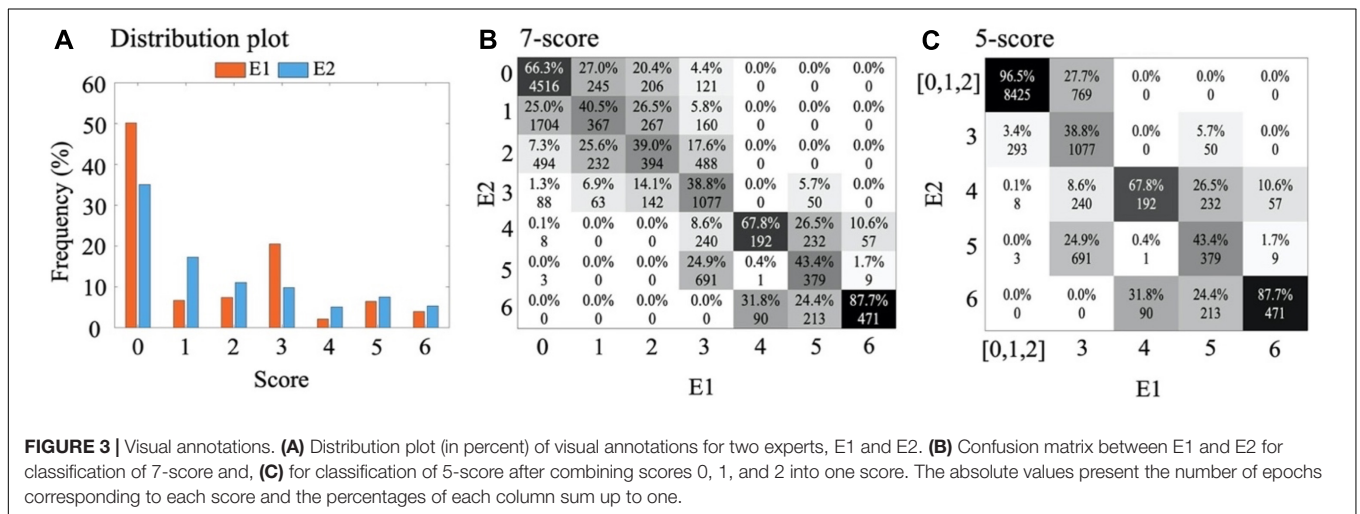 A Distribution plot
E1 E2
60
50
40
30
20
10
0
Frequency (%)
0 1 2 3 4 5 6
Score
B 7-score
0 66.3% 27.0% 20.4% 4.4% 0.0% 0.0% 0.0%
4516 245 206 121 0 0 0
1 25.0% 40.5% 26.5% 5.8% 0.0% 0.0% 0.0%
1704 367 267 160 0 0 0
2 7.3% 25.6% 39.0% 17.6% 0.0% 0.0% 0.0%
494 232 394 488 0 0 0
3 1.3% 6.9% 14.1% 38.8% 0.0% 5.7% 0.0%
88 63 142 1077 0 50 0
4 0.1% 0.0% 0.0% 8.6% 67.8% 26.5% 10.6%
8 0 0 240 192 232 57
5 0.0% 0.0% 0.0% 24.9% 0.4% 43.4% 1.7%
3 0 0 691 1 379 9
6 0.0% 0.0% 0.0% 0.0% 31.8% 24.4% 87.7%
0 0 0 0 90 213 471
E2
0 1 2 3 4 5 6
E1
C 5-score
[0,1,2] 96.5% 27.7% 0.0% 0.0% 0.0%
8425 769 0 0 0
3 3.4% 38.8% 0.0% 5.7% 0.0%
293 1077 0 50 0
4 0.1% 8.6% 67.8% 26.5% 10.6%
8 240 192 232 57
5 0.0% 24.9% 0.4% 43.4% 1.7%
3 691 1 379 9
6 0.0% 0.0% 31.8% 24.4% 87.7%
0 0 90 213 471
E2
[0,1,2] 3 4 5 6
E1
FIGURE 3 | Visual annotations. (A) Distribution plot (in percent) of visual annotations for two experts, E1 and E2. (B) Confusion matrix between E1 and E2 for
classification of 7-score and, (C) for classification of 5-score after combining scores 0, 1, and 2 into one score. The absolute values present the number of epochs
corresponding to each score and the percentages of each column sum up to one.